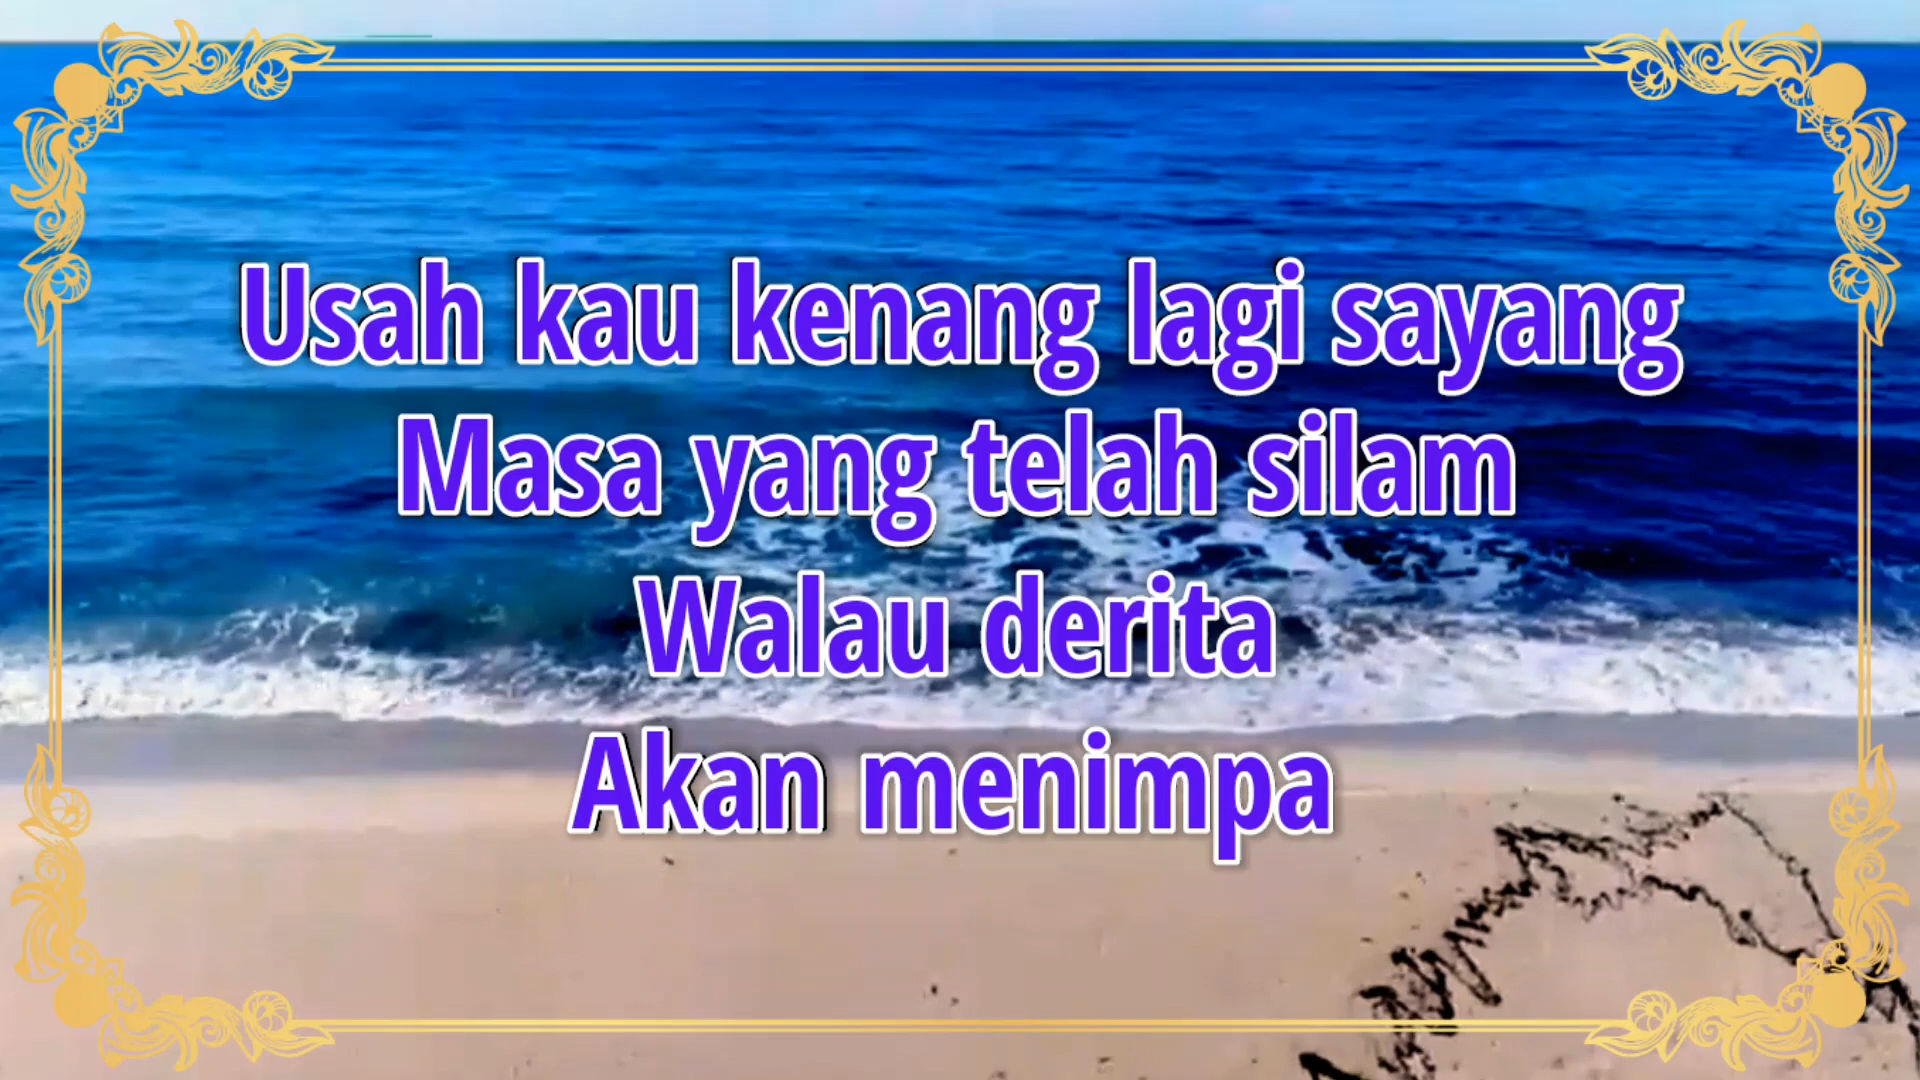 Usah kau kenang lagi sayang
Masa yang telah silam
Walau derita
Akan menimpa